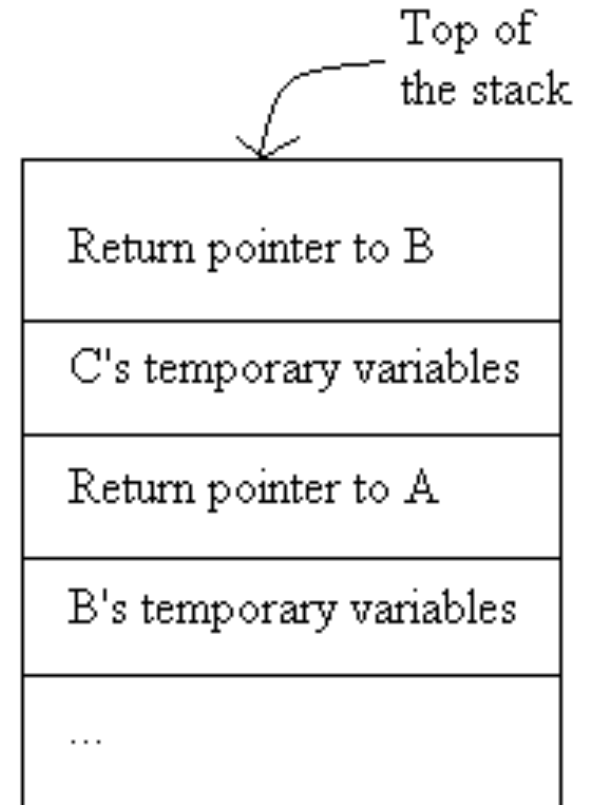 Top of
the stack
Return pointer to B
C's temporary variables
Return pointer to A
B's temporary variables
...